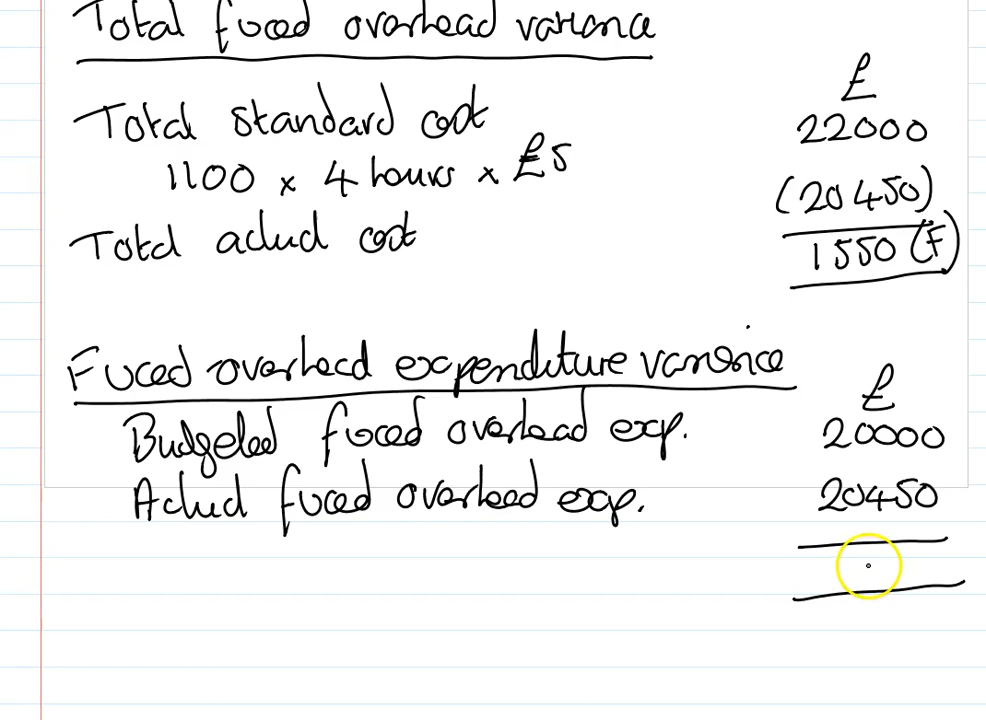 Total fixed overhead variance
£
Total standard cost 22000
1100 x 4 hours x £5
(20450)
Total actual cost
1550 (F)
Fixed overhead expenditure variance
£
Budgeted fixed overhead exp. 20000
Actual fixed overhead exp. 20450